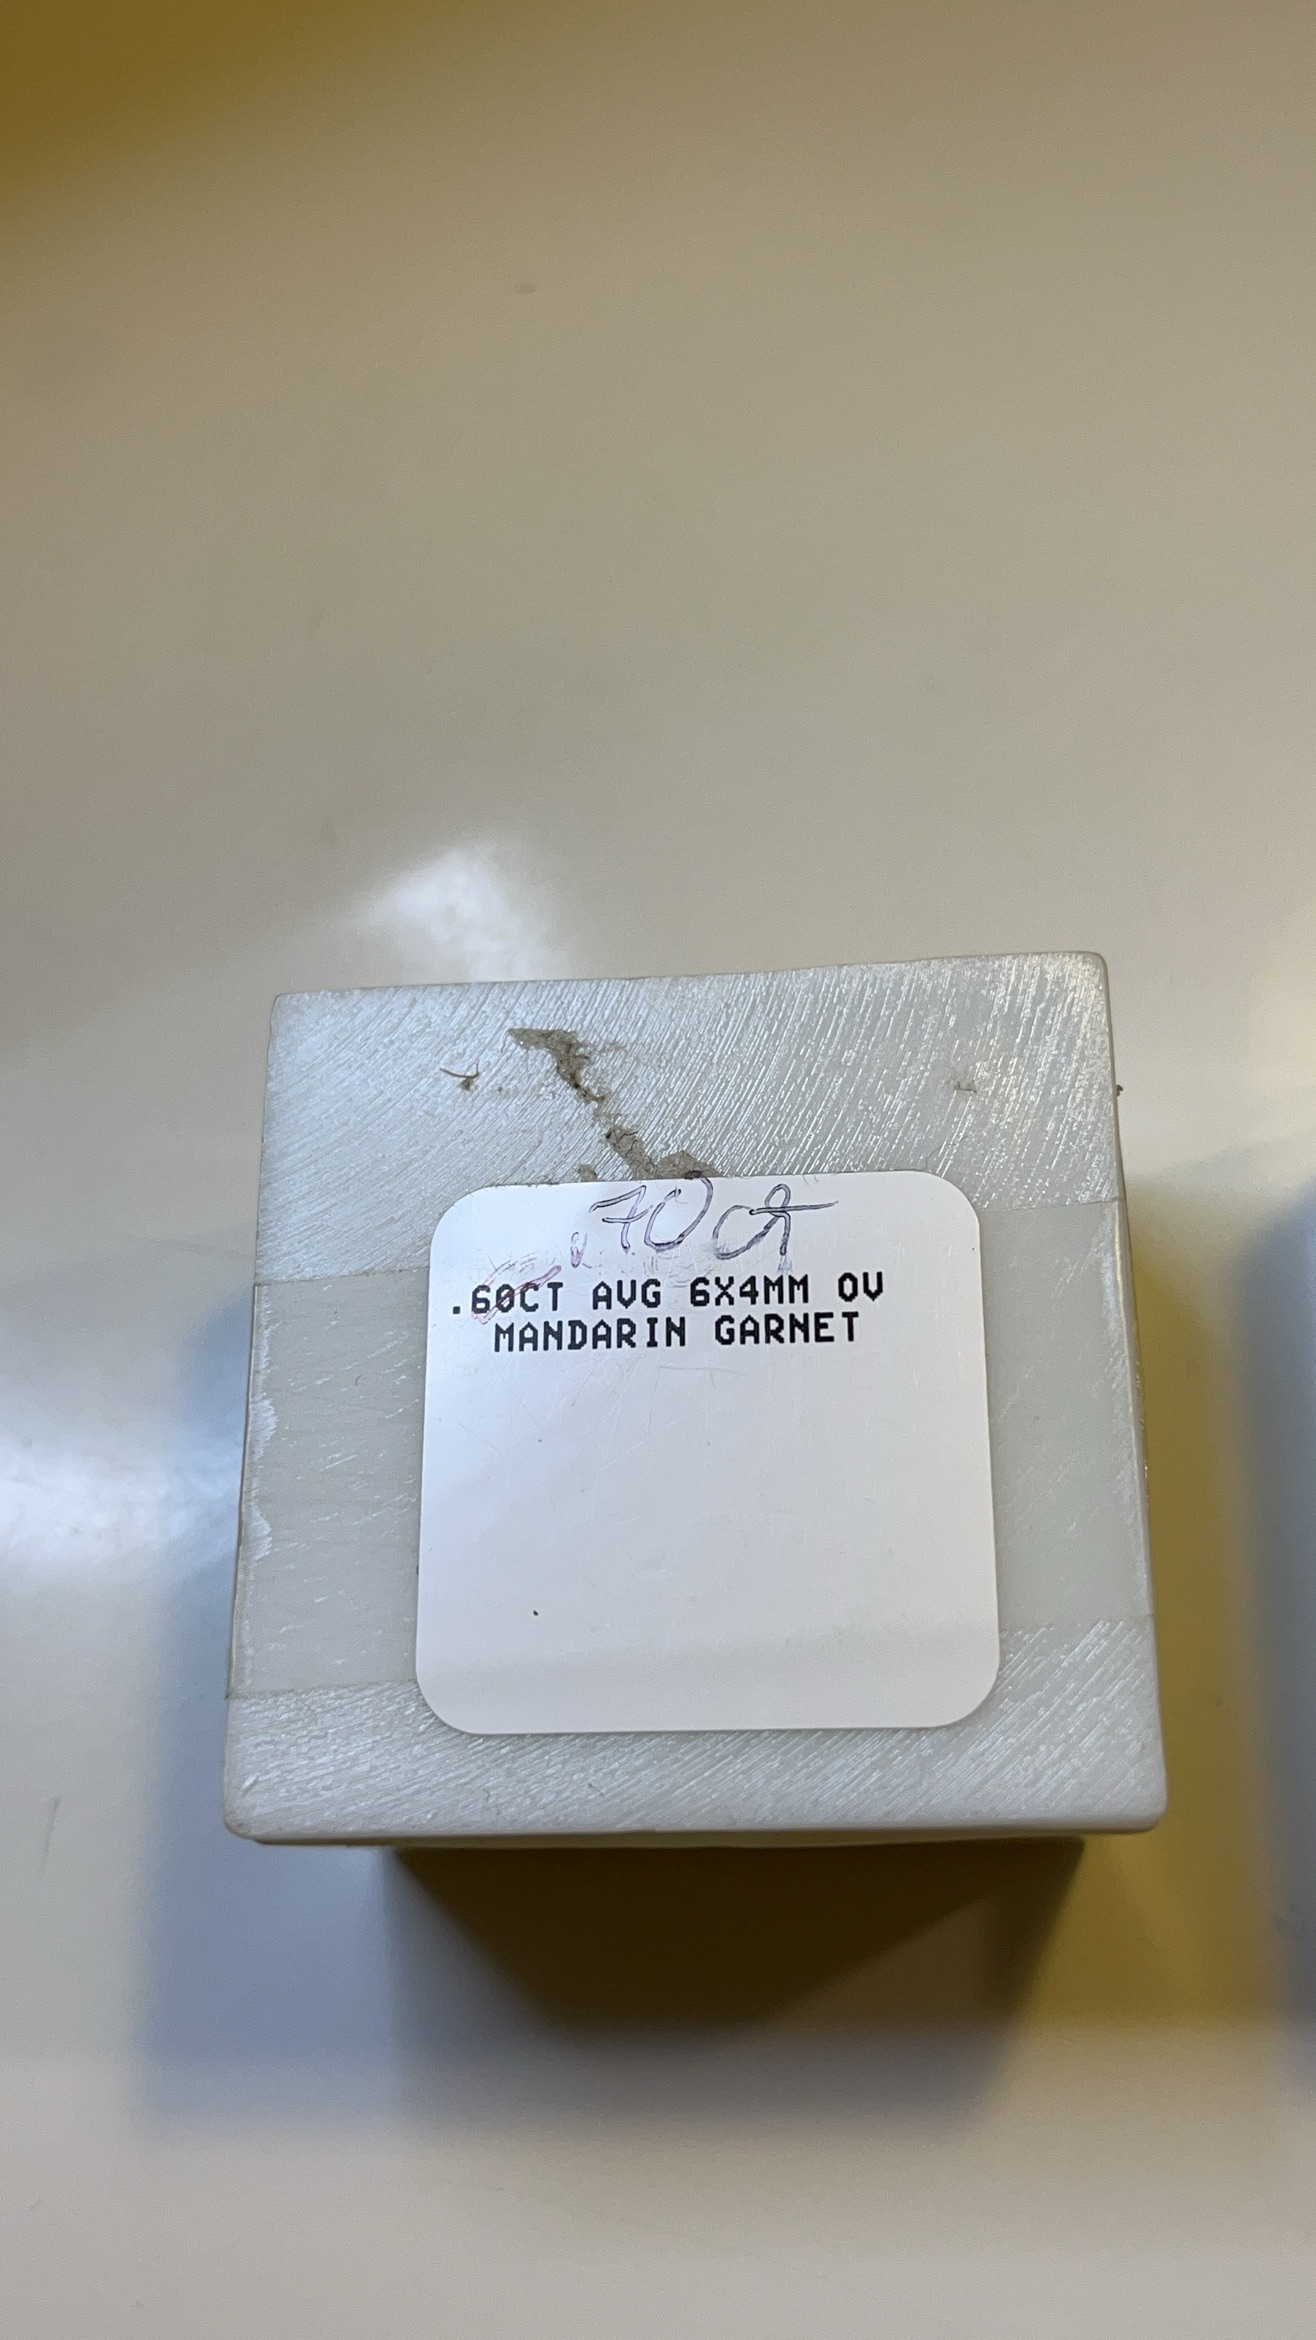 .70ct
.60CT AVG 6X4MM OV
MANDARIN GARNET